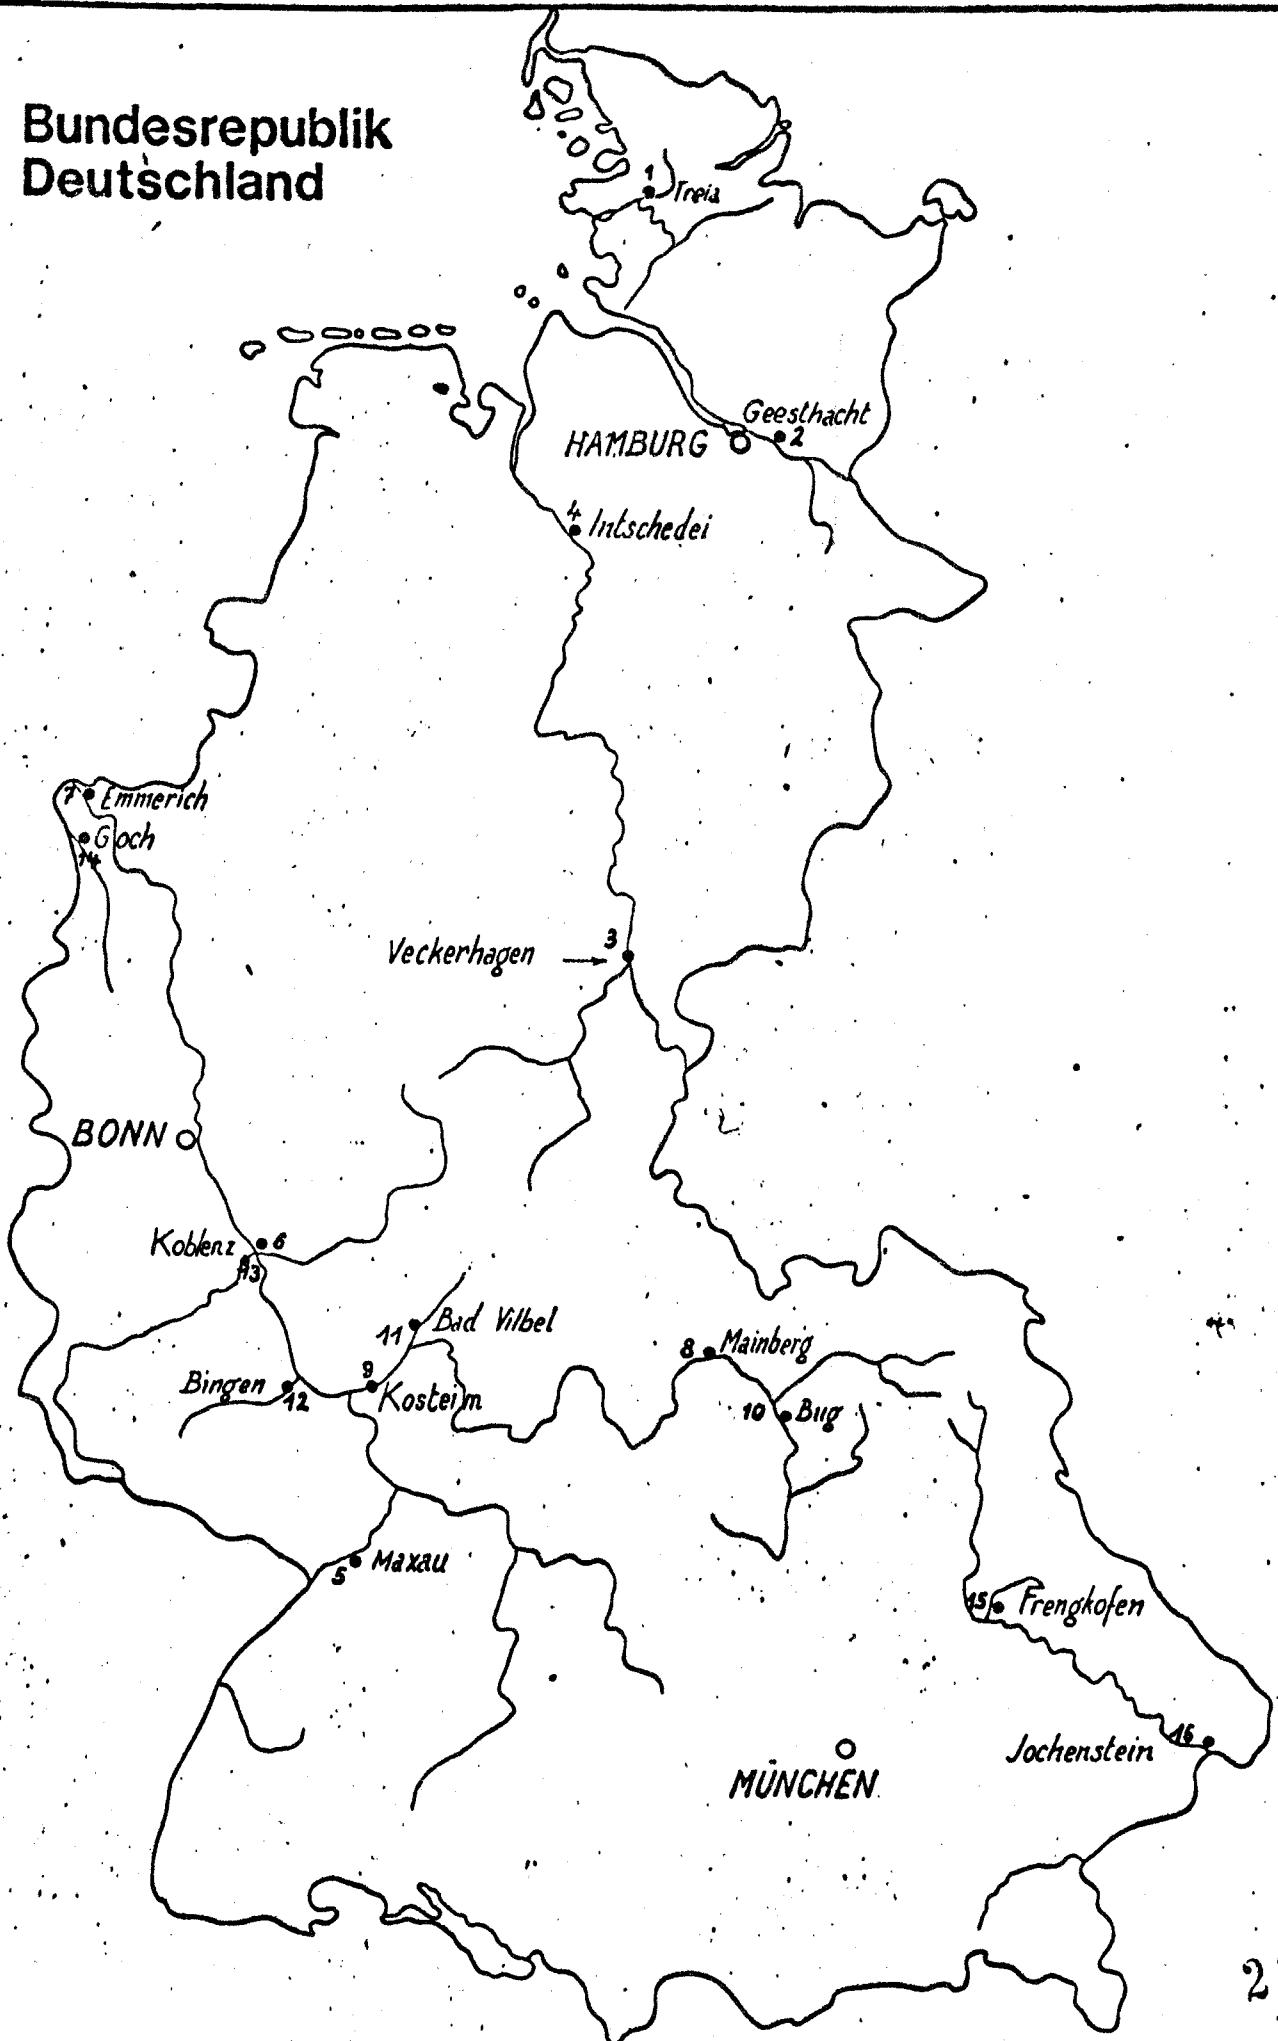 Bundesrepublik
Deutschland
1
Treia
Geesthacht
HAMBURG
2
4
Intschedei
7
Emmerich
Goch
14
3
Veckerhagen
BONN
Koblenz
6
13
11
Bad Vilbel
8
Mainberg
9
Bingen
12
Kosteim
10
Bug
5
Maxau
15
Frengkofen
16
Jochenstein
MÜNCHEN
2